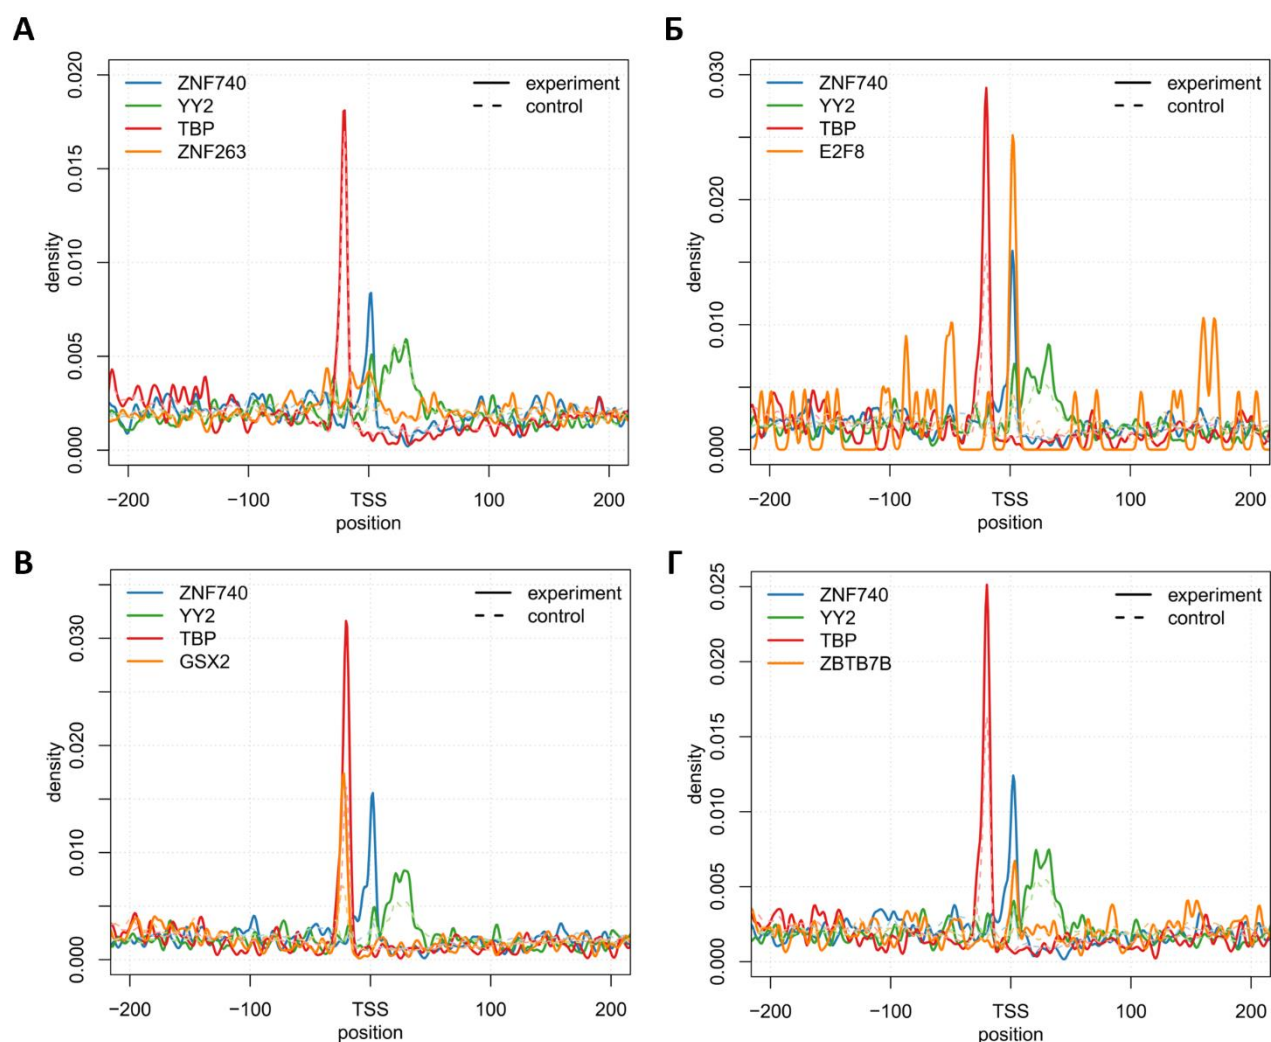 А
ZNF740
YY2
TBP
ZNF263
experiment
control
0.020
0.015
0.010
0.005
0.000
density
−200
−100
TSS
100
200
position
Б
ZNF740
YY2
TBP
E2F8
experiment
control
0.030
0.020
0.010
0.000
density
−200
−100
TSS
100
200
position
В
ZNF740
YY2
TBP
GSX2
experiment
control
0.030
0.020
0.010
0.000
density
−200
−100
TSS
100
200
position
Г
ZNF740
YY2
TBP
ZBTB7B
experiment
control
0.025
0.020
0.015
0.010
0.005
0.000
density
−200
−100
TSS
100
200
position